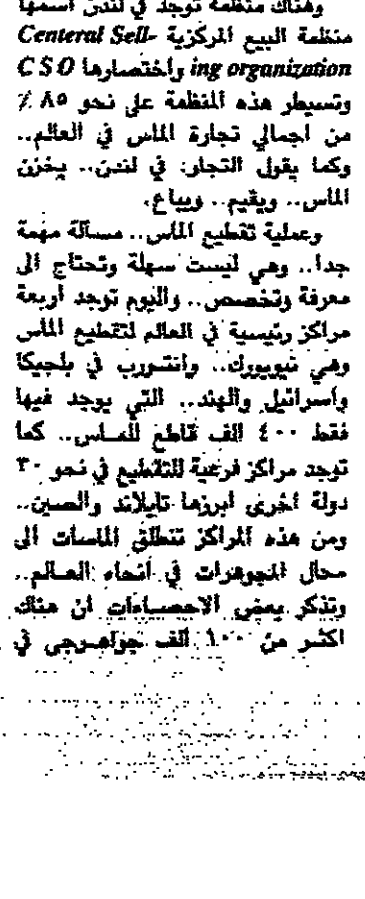 وهناك منظمة توجد في لندن اسمها
منظمة البيع المركزية Centeral Sell-
ing organization واختصارها C S O
وتسيطر هذه المنظمة على نحو ٨٥ ٪
من اجمالي تجارة الماس في العالم..
وكما يقول التجار: في لندن.. يخزن
الماس.. ويقيم.. ويباع.
وعملية تقطيع الماس.. مسألة مهمة
جدا.. وهي ليست سهلة وتحتاج الى
معرفة وتخصص.. واليوم توجد اربعة
مراكز رئيسية في العالم لتقطيع الماس
وهي نيويورك.. وانتورب في بلجيكا
واسرائيل والهند.. التي يوجد فيها
فقط ٤٠٠ الف قاطع للماس.. كما
توجد مراكز فرعية للتقطيع في نحو ٣٠
دولة اخرى ابرزها تايلاند والصين..
ومن هذه المراكز تنطلق الماسات الى
محال المجوهرات في أنحاء العالم..
وتذكر بعض الاحصاءات ان هناك
اكثر من ١٠٠ الف جواهرجي في